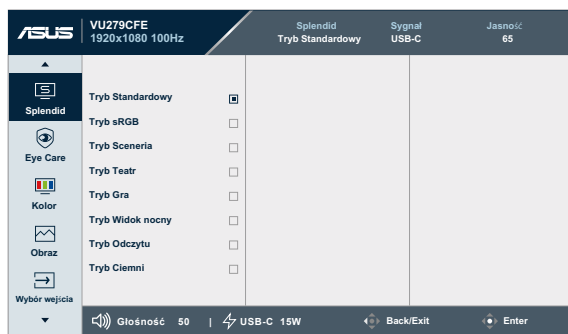 ASUS
VU279CFE
1920x1080 100Hz
Splendid
Tryb Standardowy
Sygnał
USB-C
Jasność
65
Splendid
Eye Care
Kolor
Obraz
Wybór wejścia
Tryb Standardowy
Tryb sRGB
Tryb Sceneria
Tryb Teatr
Tryb Gra
Tryb Widok nocny
Tryb Odczytu
Tryb Ciemni
Głośność 50 | USB-C 15W
Back/Exit
Enter